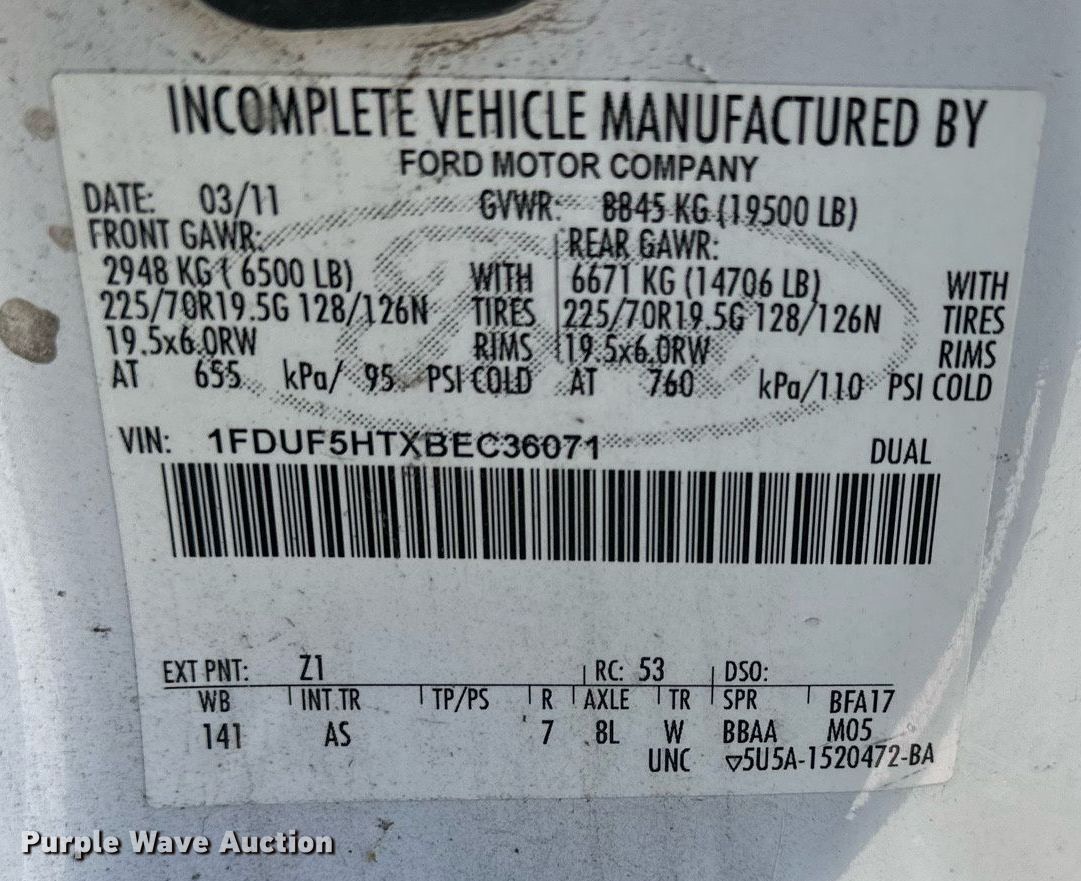 INCOMPLETE VEHICLE MANUFACTURED BY
FORD MOTOR COMPANY
DATE: 03/11 GVWR: 8845 KG (19500 LB)
FRONT GAWR: REAR GAWR:
2948 KG ( 6500 LB) WITH 6671 KG (14706 LB) WITH
225/70R19.5G 128/126N TIRES 225/70R19.5G 128/126N TIRES
19.5x6.0RW RIMS 19.5x6.0RW RIMS
AT 655 kPa/ 95 PSI COLD AT 760 kPa/110 PSI COLD
VIN: 1FDUF5HTXBEC36071 DUAL
EXT PNT: Z1 RC: 53 DSO:
WB INT TR TP/PS R AXLE TR SPR BFA17
141 AS 7 8L W BBAA M05
UNC ▽5U5A-1520472-BA
Purple Wave Auction